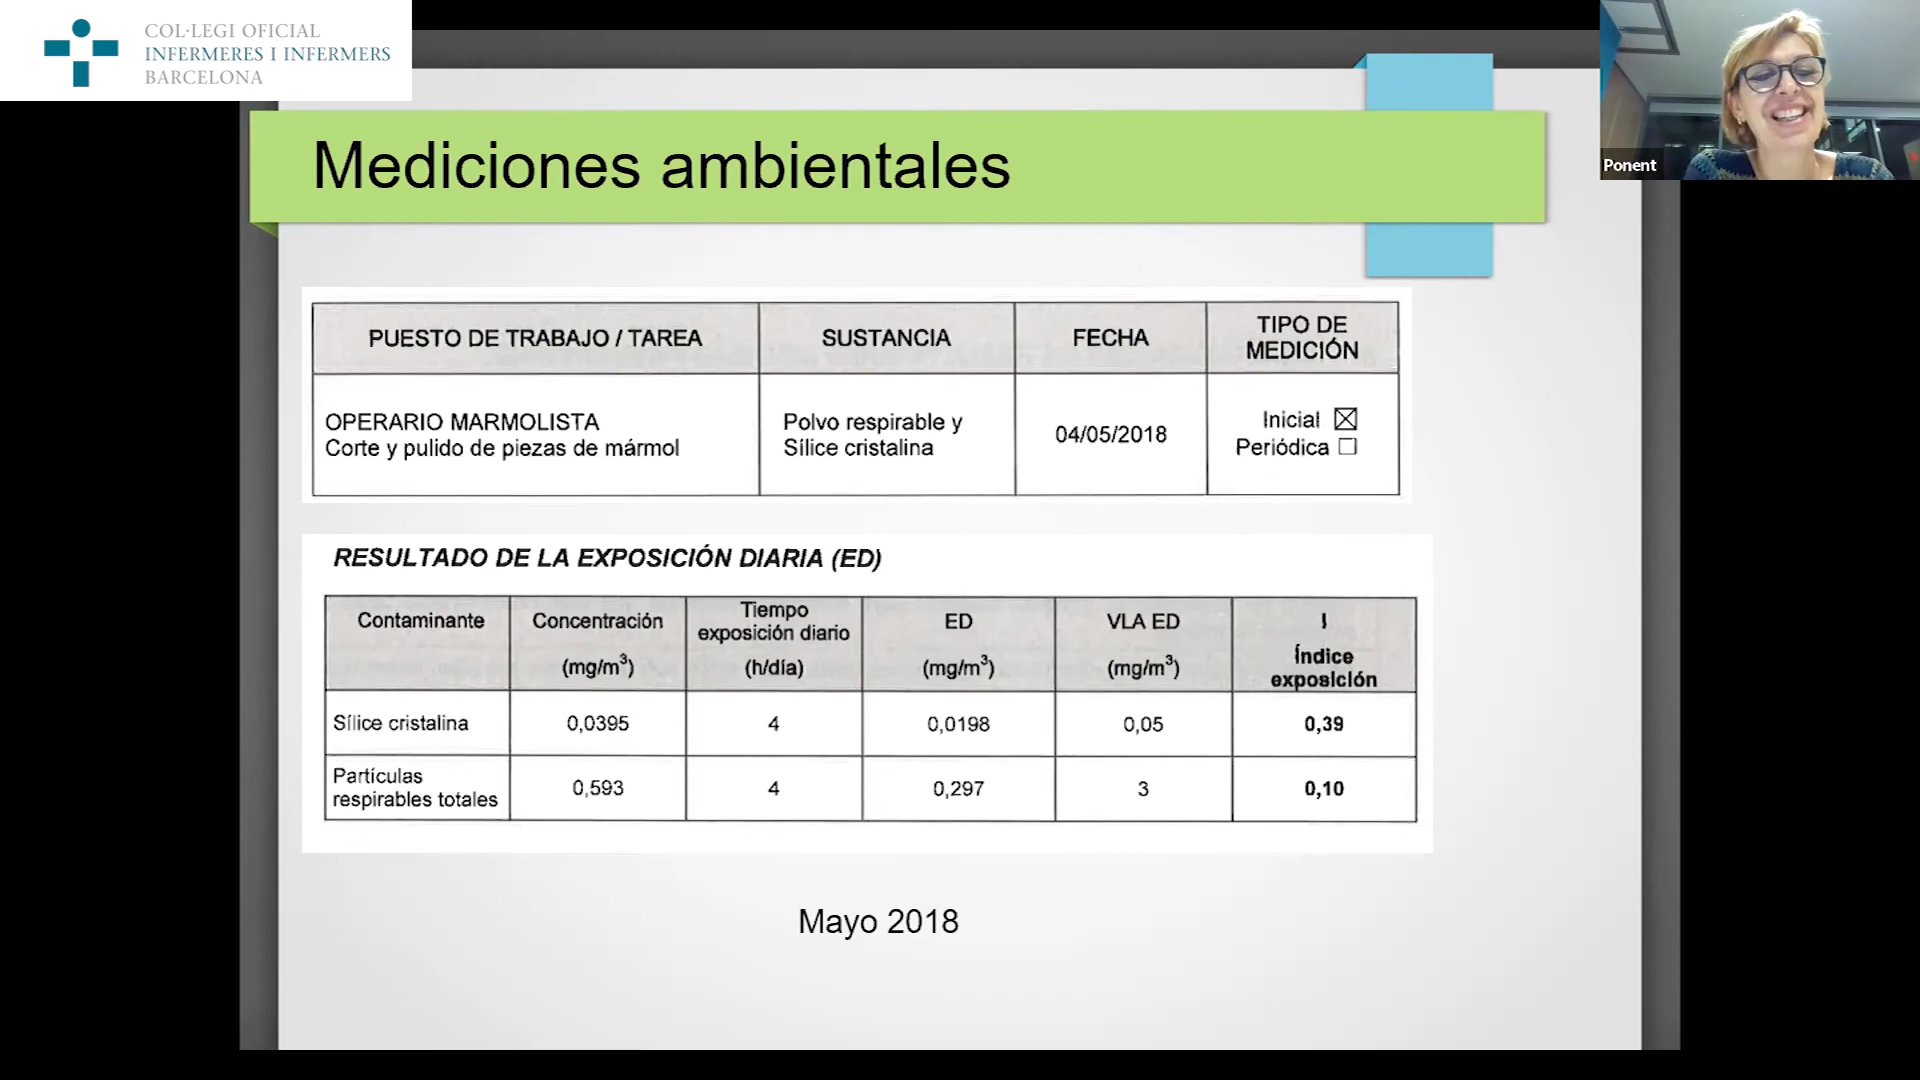 COL·LEGI OFICIAL
INFERMERES I INFERMERS
BARCELONA
Ponent
Mediciones ambientales
PUESTO DE TRABAJO / TAREA
SUSTANCIA
FECHA
TIPO DE
MEDICIÓN
OPERARIO MARMOLISTA
Corte y pulido de piezas de mármol
Polvo respirable y
Sílice cristalina
04/05/2018
Inicial ☒
Periódica ☐
RESULTADO DE LA EXPOSICIÓN DIARIA (ED)
Contaminante
Concentración
(mg/m³)
Tiempo
exposición diario
(h/día)
ED
(mg/m³)
VLA ED
(mg/m³)
I
Índice
exposición
Sílice cristalina
0,0395
4
0,0198
0,05
0,39
Partículas
respirables totales
0,593
4
0,297
3
0,10
Mayo 2018